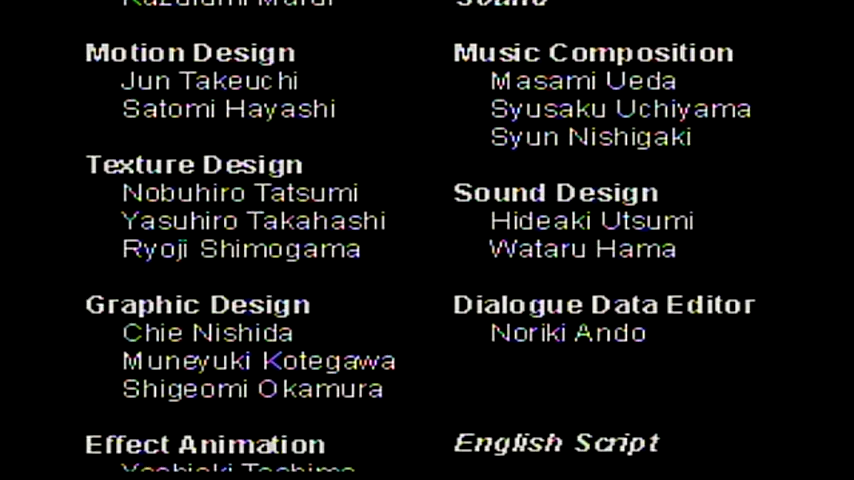 Kazufumi
Motion Design
Jun Takeuchi
Satomi Hayashi
Texture Design
Nobuhiro Tatsumi
Yasuhiro Takahashi
Ryoji Shimogama
Graphic Design
Chie Nishida
Muneyuki Kotegawa
Shigeomi Okamura
Effect Animation
Sound
Music Composition
Masami Ueda
Syusaku Uchiyama
Syun Nishigaki
Sound Design
Hideaki Utsumi
Wataru Hama
Dialogue Data Editor
Noriki Ando
English Script